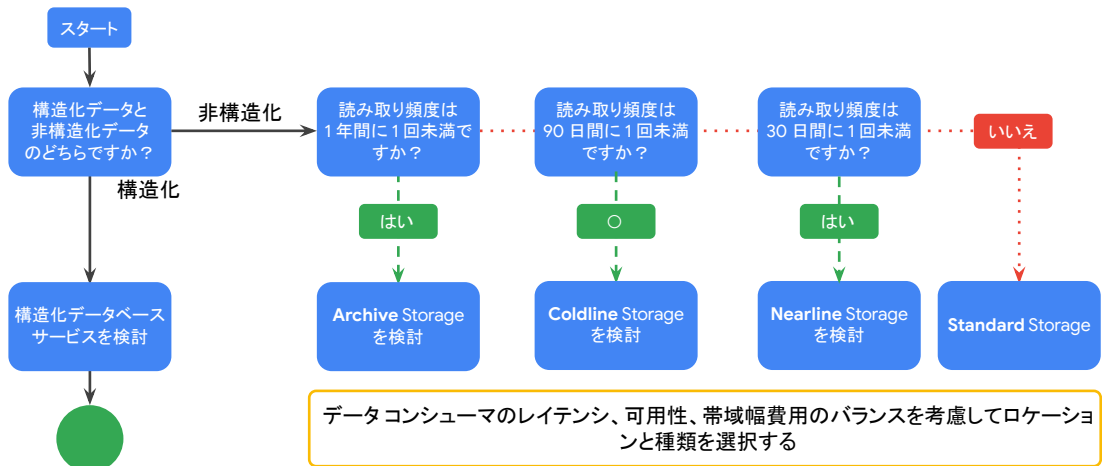 スタート
構造化データと
非構造化データ
のどちらですか？
非構造化
構造化
読み取り頻度は
1 年間に 1 回未満で
すか？
読み取り頻度は
90 日間に 1 回未満
ですか？
読み取り頻度は
30 日間に 1 回未満
ですか？
いいえ
はい
○
はい
構造化データベース
サービスを検討
Archive Storage
を検討
Coldline Storage
を検討
Nearline Storage
を検討
Standard Storage
データ コンシューマのレイテンシ、可用性、帯域幅費用のバランスを考慮してロケーショ
ンと種類を選択する